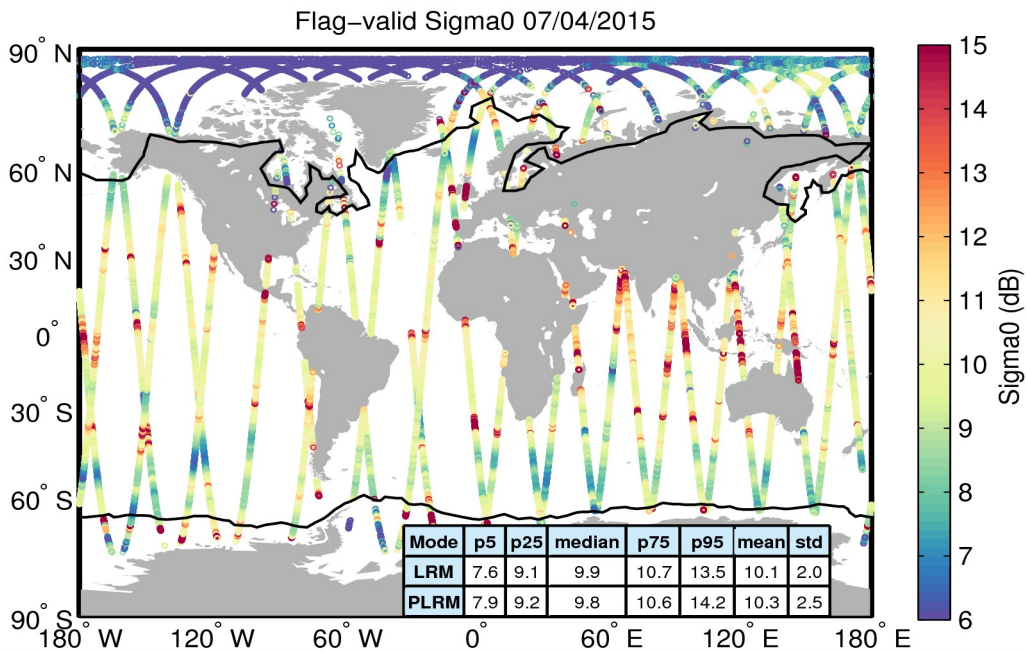 Flag−valid Sigma0 07/04/2015
90° N
60° N
30° N
0°
30° S
60° S
90° S
180° W
120° W
60° W
0°
60° E
120° E
180° E
Mode p5 p25 median p75 p95 mean std
LRM 7.6 9.1 9.9 10.7 13.5 10.1 2.0
PLRM 7.9 9.2 9.8 10.6 14.2 10.3 2.5
15
14
13
12
11
10
9
8
7
6
Sigma0 (dB)